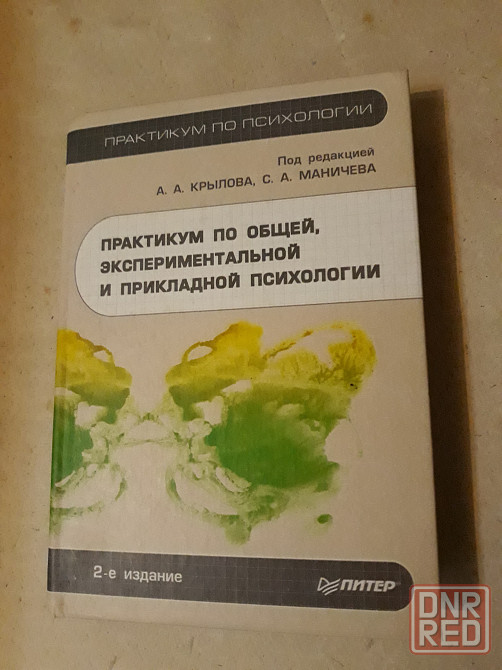 ПРАКТИКУМ ПО ПСИХОЛОГИИ
Под редакцией
А. А. КРЫЛОВА, С. А. МАНИЧЕВА
ПРАКТИКУМ ПО ОБЩЕЙ,
ЭКСПЕРИМЕНТАЛЬНОЙ
И ПРИКЛАДНОЙ ПСИХОЛОГИИ
2-е издание
ПИТЕР
DNR
RED